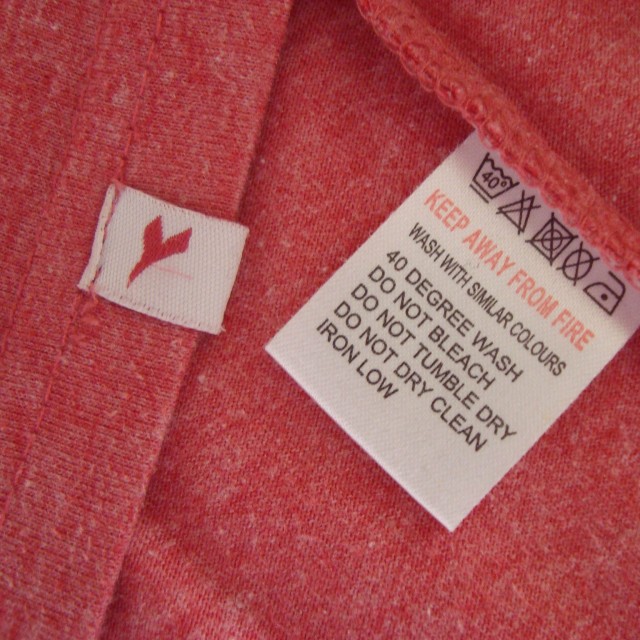 40°
KEEP AWAY FROM FIRE
WASH WITH SIMILAR COLOURS
40 DEGREE WASH
DO NOT BLEACH
DO NOT TUMBLE DRY
DO NOT DRY CLEAN
IRON LOW